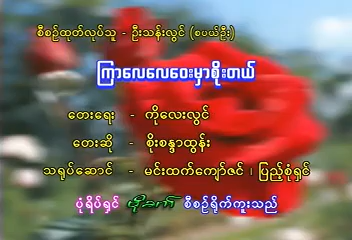 စီစဉ်ထုတ်လုပ်သူ - ဦးသန်းလွင် (စပယ်ဦး)
ကြာလေလေဝေးမှာစိုးတယ်
တေးရေး - ကိုလေးလွင်
တေးဆို - စိုးစန္ဒာထွန်း
သရုပ်ဆောင် - မင်းထက်ကျော်ဇင် ၊ ပြည့်စုံရှင်
ပုံရိပ်ရှင် စီစဉ်ရိုက်ကူးသည်